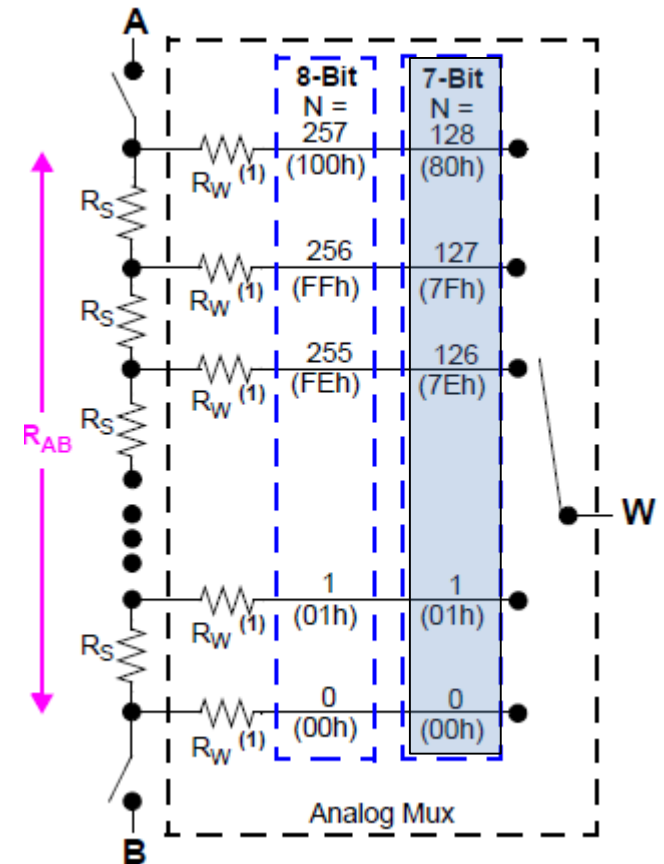 A
8-Bit 7-Bit
N = N =
257 128
(100h) (80h)
RW (1)
RS
256 127
(FFh) (7Fh)
RW (1)
RS
255 126
(FEh) (7Eh)
RW (1)
RS
RAB
W
1 1
(01h) (01h)
RW (1)
RS
0 0
(00h) (00h)
RW (1)
Analog Mux
B